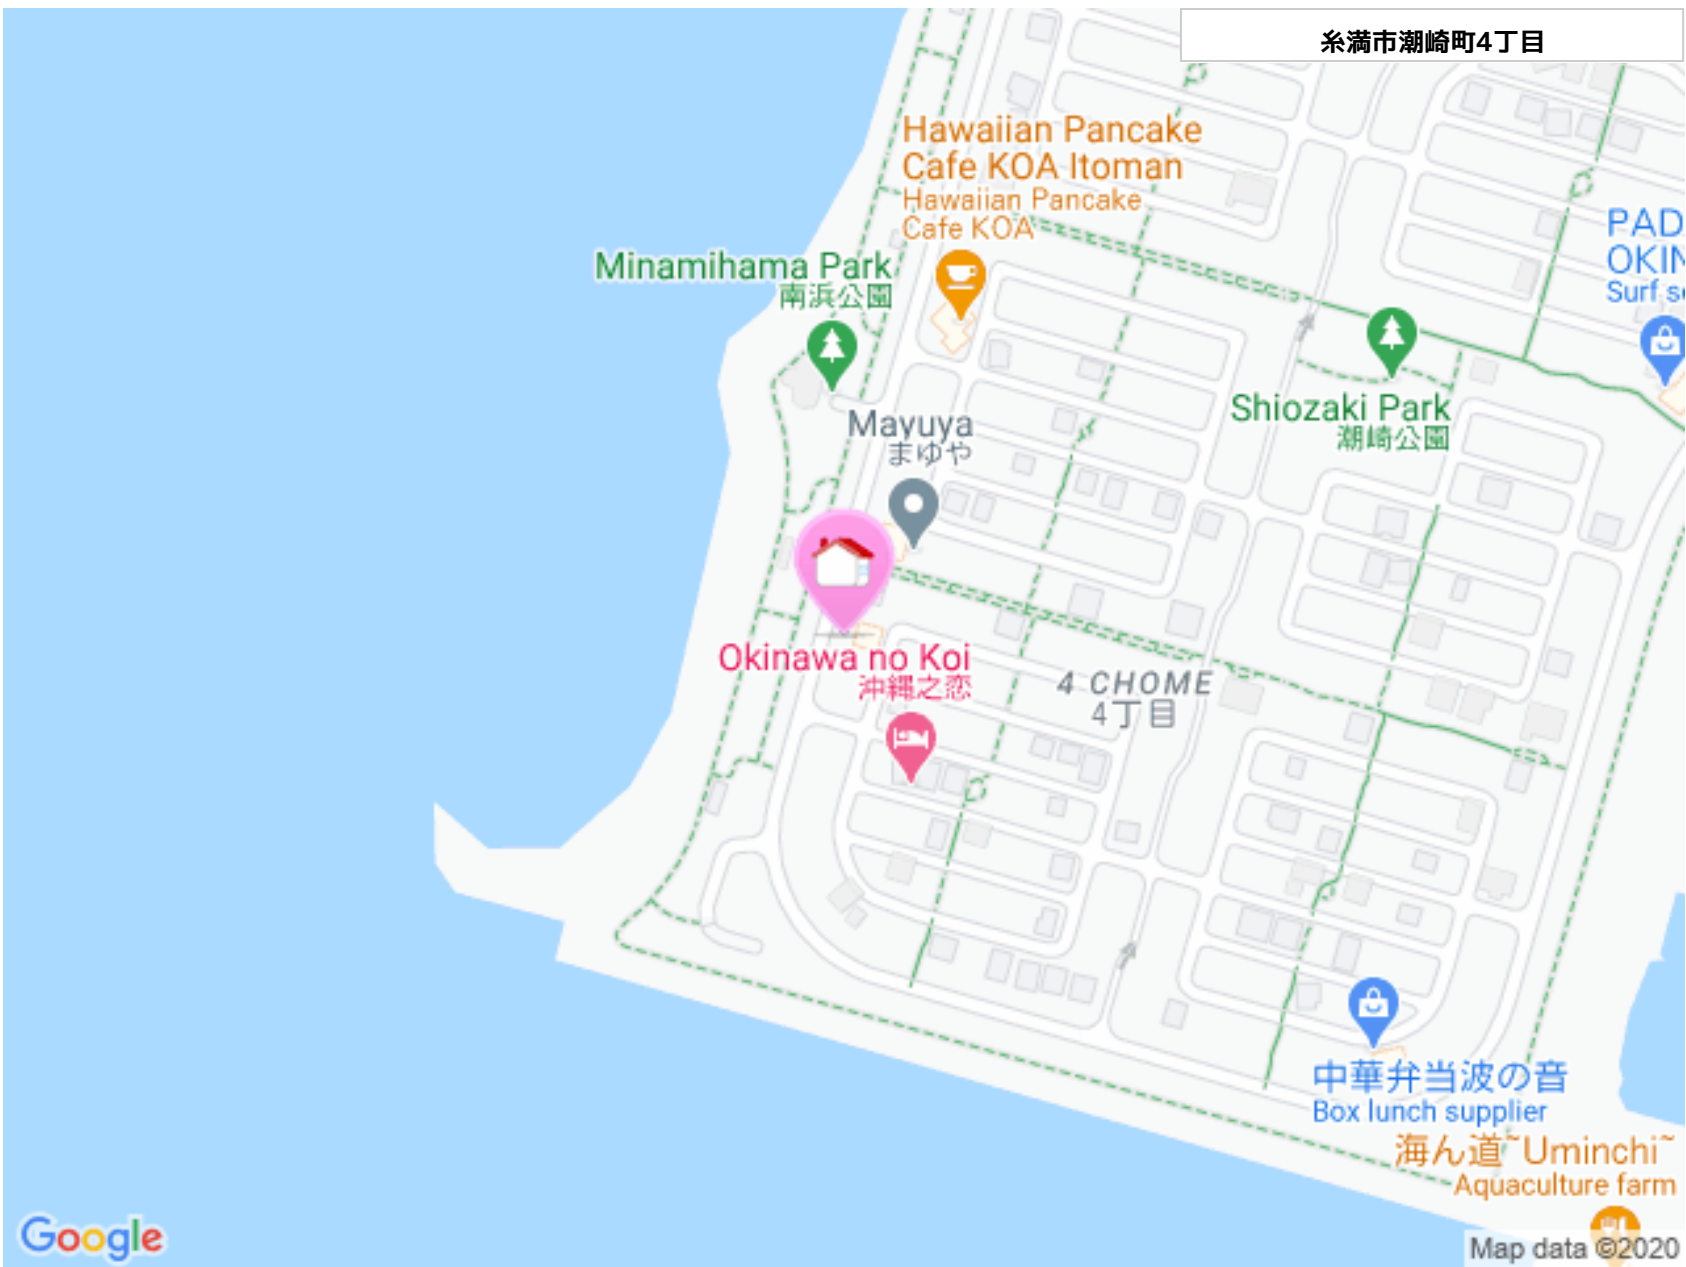 糸満市潮崎町4丁目
Hawaiian Pancake
Cafe KOA Itoman
Hawaiian Pancake
Cafe KOA
Minamihama Park
南浜公園
PAD
OKIN
Surf s
Shiozaki Park
潮崎公園
Mayuya
まゆや
Okinawa no Koi
沖縄之恋
4 CHOME
4丁目
中華弁当波の音
Box lunch supplier
海ん道~Uminchi~
Aquaculture farm
Google
Map data ©2020